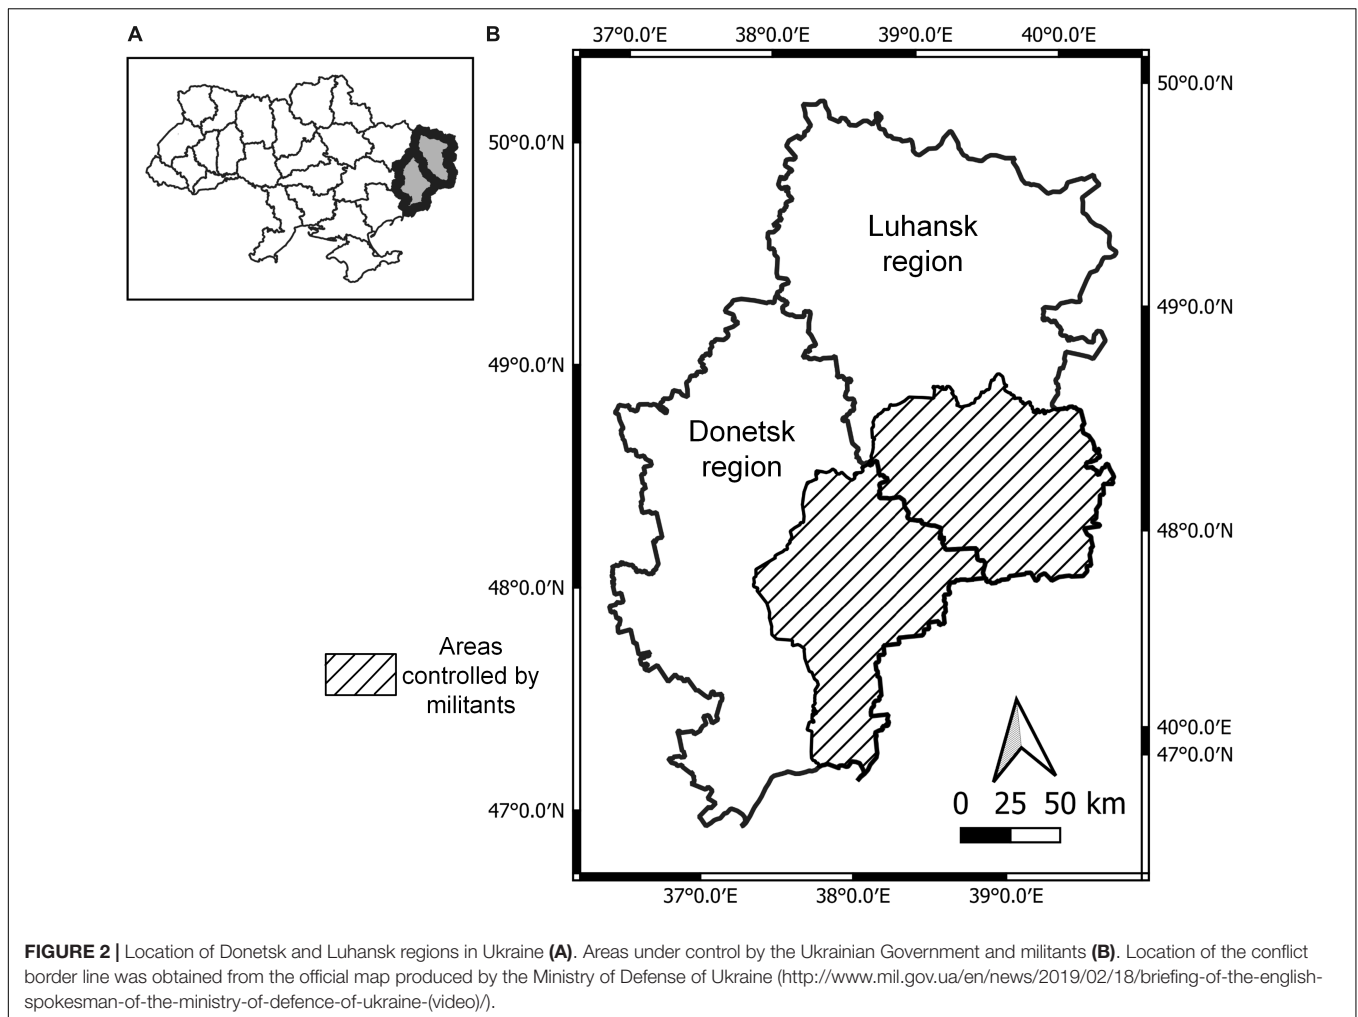 A
B
37°0.0′E 38°0.0′E 39°0.0′E 40°0.0′E
50°0.0′N
50°0.0′N
Luhansk
region
49°0.0′N
49°0.0′N
Donetsk
region
48°0.0′N
48°0.0′N
Areas
controlled by
militants
40°0.0′E
47°0.0′N
0 25 50 km
47°0.0′N
37°0.0′E 38°0.0′E 39°0.0′E
FIGURE 2 | Location of Donetsk and Luhansk regions in Ukraine (A). Areas under control by the Ukrainian Government and militants (B). Location of the conflict
border line was obtained from the official map produced by the Ministry of Defense of Ukraine (http://www.mil.gov.ua/en/news/2019/02/18/briefing-of-the-english-
spokesman-of-the-ministry-of-defence-of-ukraine-(video)/).